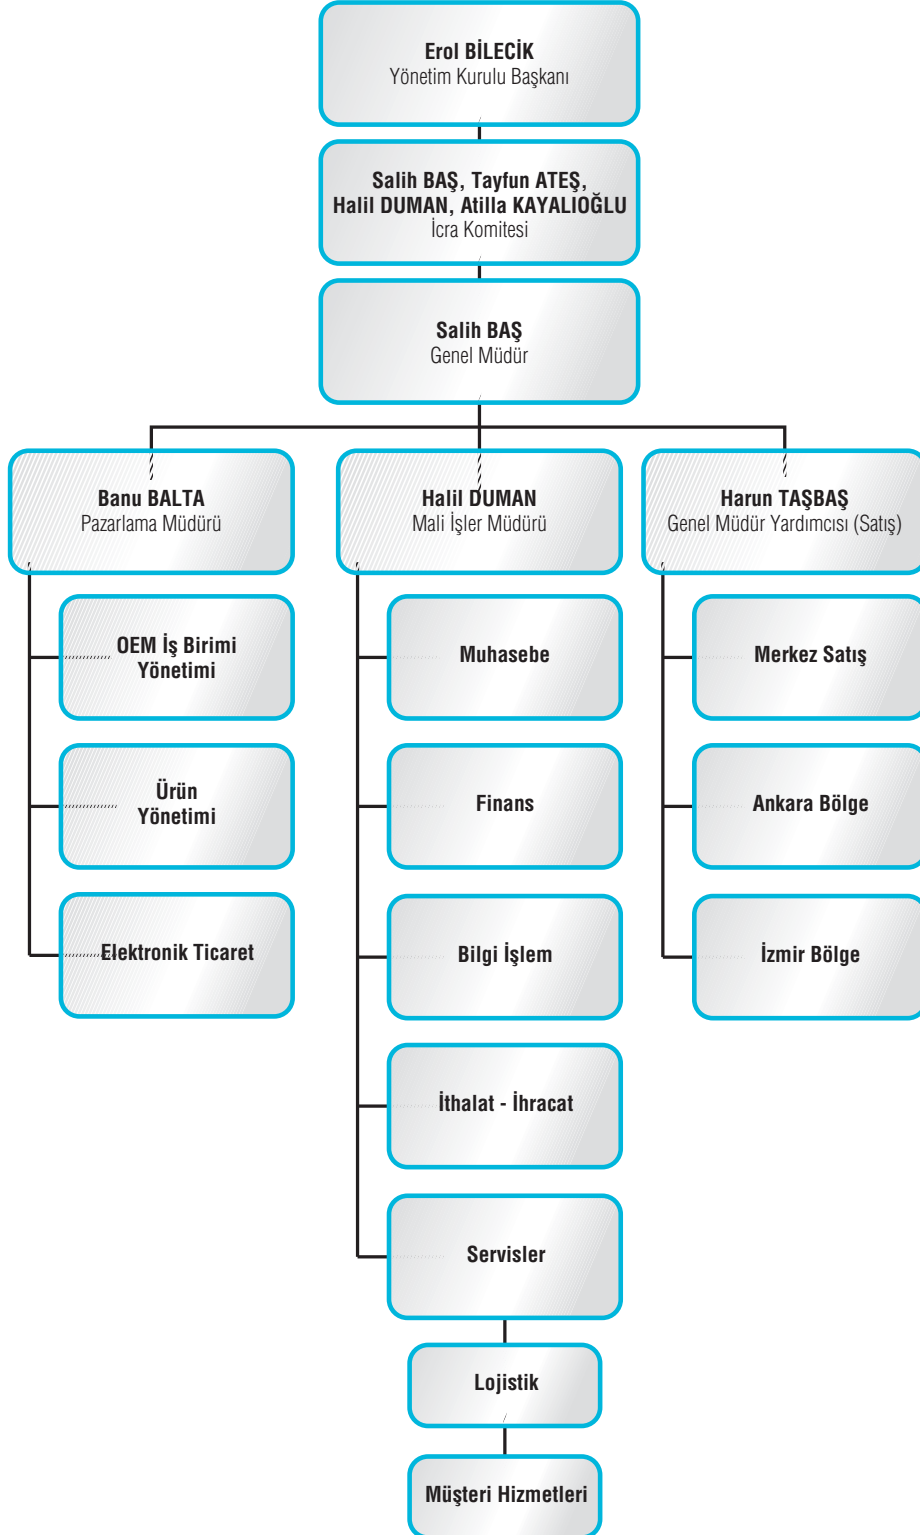 Erol BİLECİK
Yönetim Kurulu Başkanı
Salih BAŞ, Tayfun ATEŞ,
Halil DUMAN, Atilla KAYALIOĞLU
İcra Komitesi
Salih BAŞ
Genel Müdür
Banu BALTA
Pazarlama Müdürü
OEM İş Birimi
Yönetimi
Ürün
Yönetimi
Elektronik Ticaret
Halil DUMAN
Mali İşler Müdürü
Muhasebe
Finans
Bilgi İşlem
İthalat - İhracat
Servisler
Lojistik
Müşteri Hizmetleri
Harun TAŞBAŞ
Genel Müdür Yardımcısı (Satış)
Merkez Satış
Ankara Bölge
İzmir Bölge